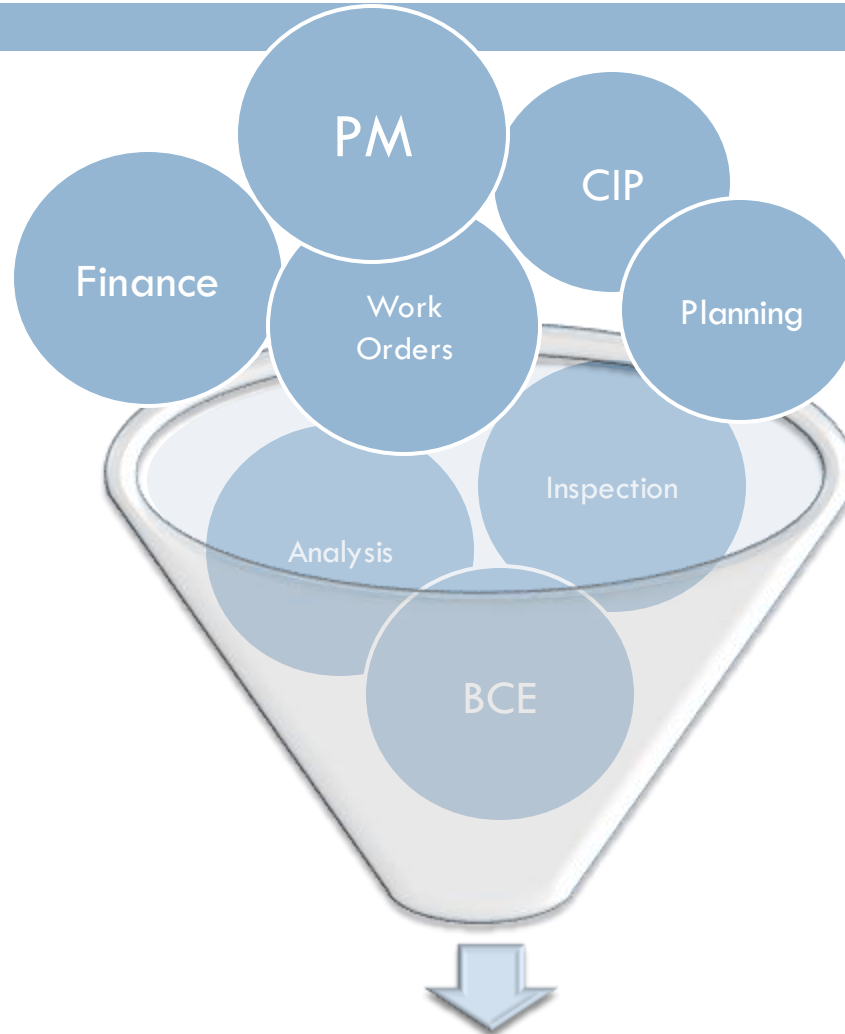 PM
CIP
Finance
Work
Orders
Planning
Inspection
Analysis
BCE